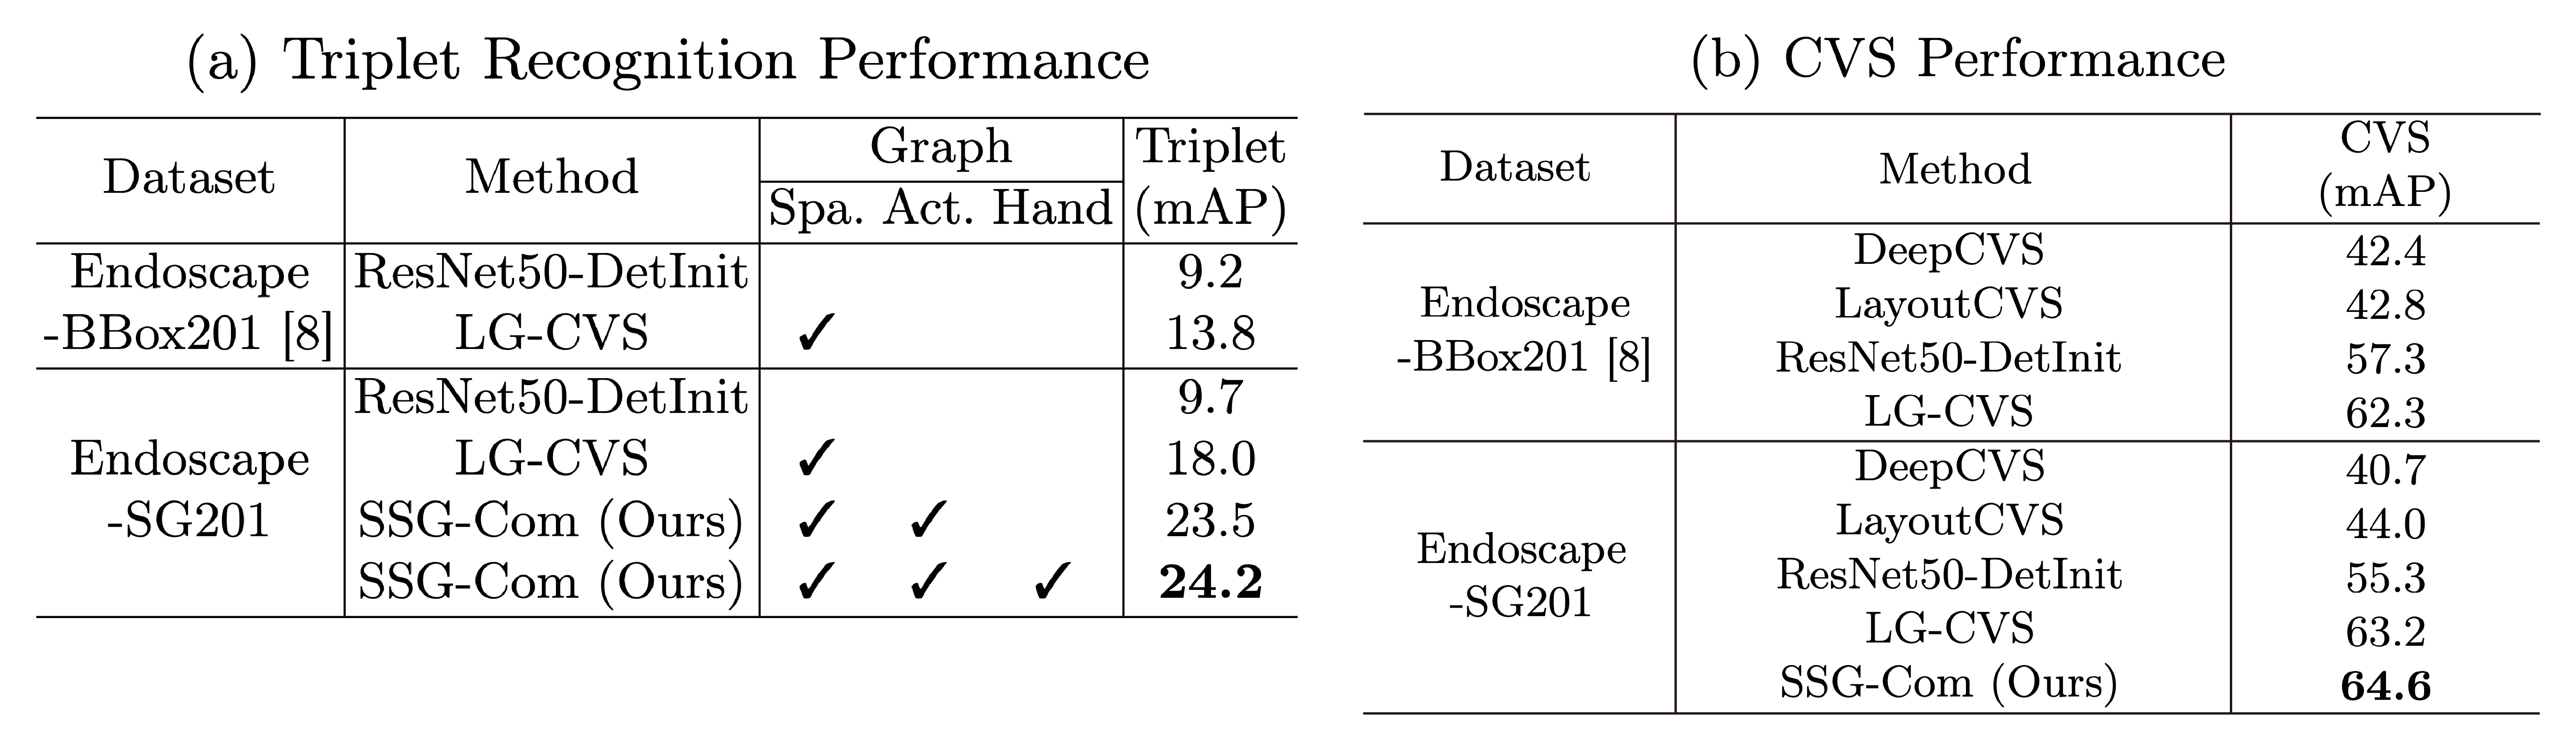 (a) Triplet Recognition Performance
Dataset Method Graph Triplet (mAP)
Spa. Act. Hand
Endoscape -BBox201 [8] ResNet50-DetInit 9.2
LG-CVS ✓ 13.8
Endoscape -SG201 ResNet50-DetInit 9.7
LG-CVS ✓ 18.0
SSG-Com (Ours) ✓ ✓ 23.5
SSG-Com (Ours) ✓ ✓ ✓ 24.2
(b) CVS Performance
Dataset Method CVS (mAP)
Endoscape -BBox201 [8] DeepCVS 42.4
LayoutCVS 42.8
ResNet50-DetInit 57.3
LG-CVS 62.3
Endoscape -SG201 DeepCVS 40.7
LayoutCVS 44.0
ResNet50-DetInit 55.3
LG-CVS 63.2
SSG-Com (Ours) 64.6